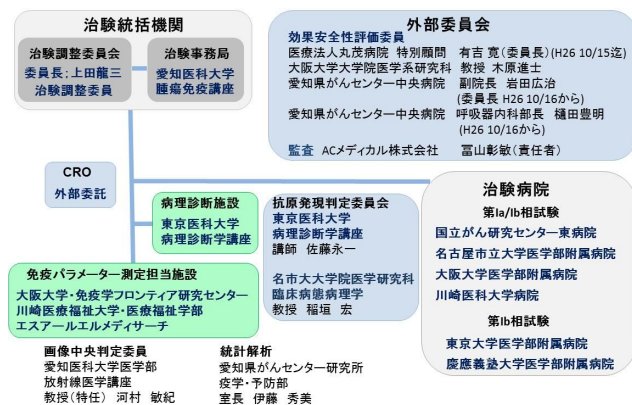 治験統括機関
治験調整委員会
委員長;上田龍三
治験調整委員
治験事務局
愛知医科大学
腫瘍免疫講座
外部委員会
効果安全性評価委員
医療法人丸茂病院 特別顧問 有吉 寛(委員長)(H26 10/15迄)
大阪大学大学院医学系研究科 教授 木原進士
愛知県がんセンター中央病院 副院長 岩田広治
(委員長 H26 10/16から)
愛知県がんセンター中央病院 呼吸器内科部長 樋田豊明
(H26 10/16から)
監査 ACメディカル株式会社 冨山彰敏(責任者)
CRO
外部委託
病理診断施設
東京医科大学
病理診断学講座
抗原発現判定委員会
東京医科大学
病理診断学講座
講師 佐藤永一
名市大大学院医学研究科
臨床病態病理学
教授 稲垣 宏
治験病院
第Ia/Ib相試験
国立がん研究センター東病院
名古屋市立大学医学部附属病院
大阪大学医学部附属病院
川崎医科大学病院
第Ib相試験
東京大学医学部附属病院
慶應義塾大学医学部附属病院
免疫パラメーター測定担当施設
大阪大学・免疫学フロンティア研究センター
川崎医療福祉大学・医療福祉学部
エスアールエルメディサーチ
画像中央判定委員
愛知医科大学医学部
放射線医学講座
教授(特任) 河村 敏紀
統計解析
愛知県がんセンター研究所
疫学・予防部
室長 伊藤 秀美